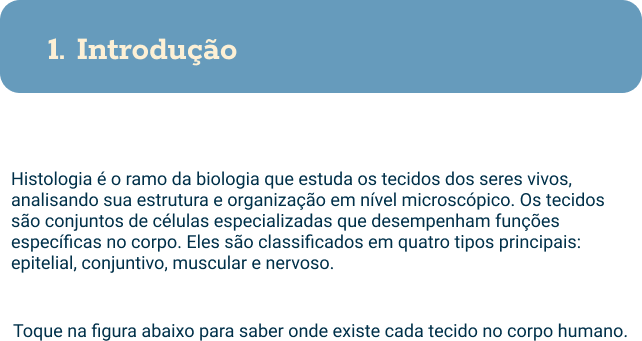 1. Introdução
Histologia é o ramo da biologia que estuda os tecidos dos seres vivos,
analisando sua estrutura e organização em nível microscópico. Os tecidos
são conjuntos de células especializadas que desempenham funções
específicas no corpo. Eles são classificados em quatro tipos principais:
epitelial, conjuntivo, muscular e nervoso.
Toque na figura abaixo para saber onde existe cada tecido no corpo humano.